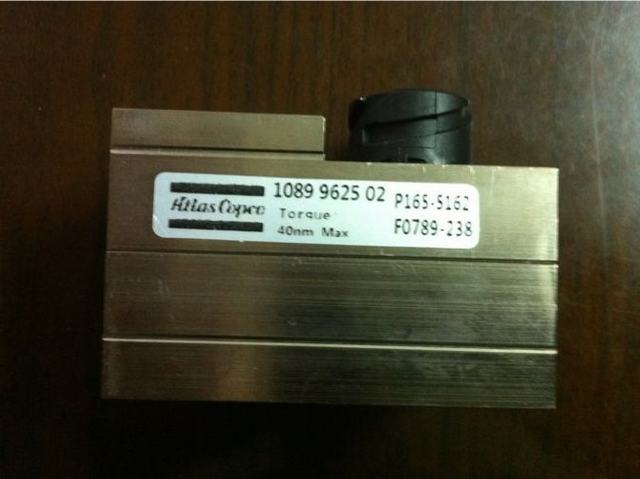 Atlas Copco
1089 9625 02
Torque
40nm Max
P165-5162
F0789-238